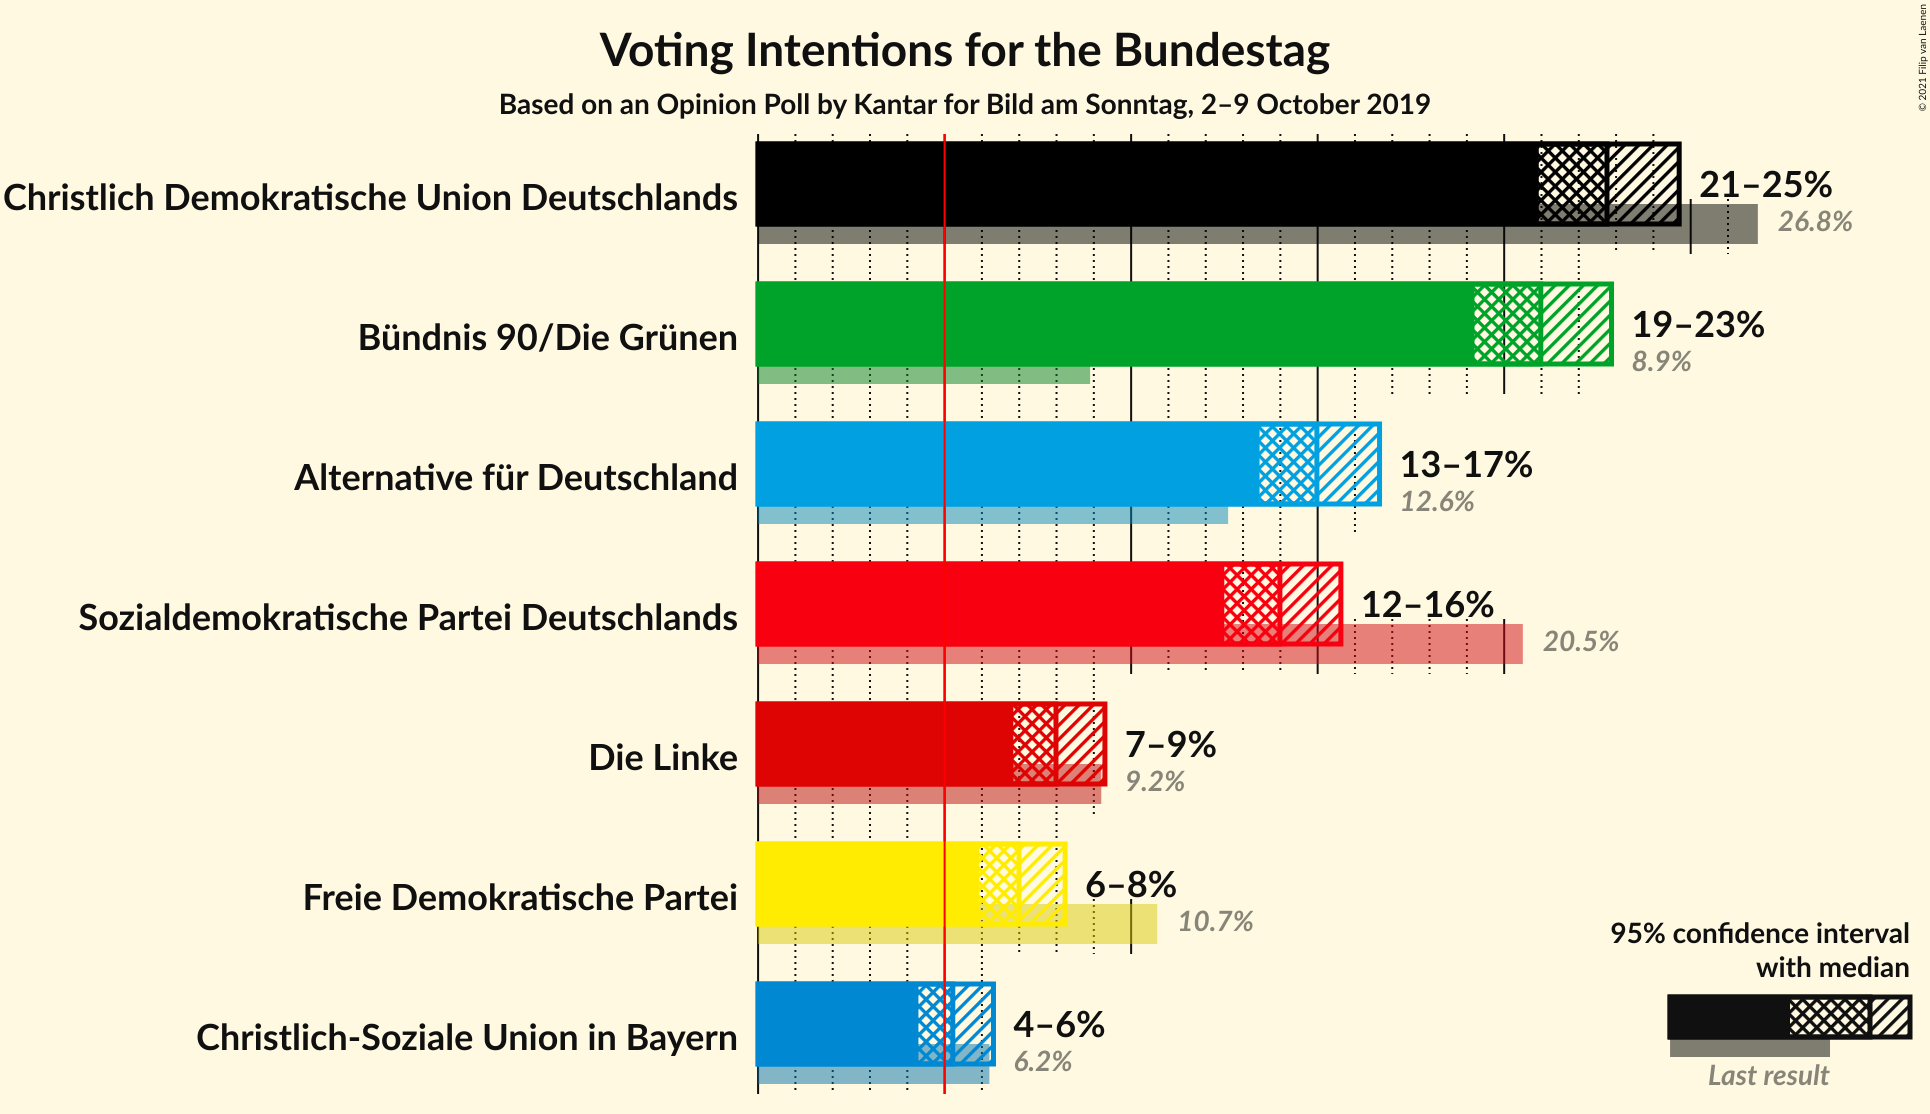 Voting Intentions for the Bundestag
Based on an Opinion Poll by Kantar for Bild am Sonntag, 2–9 October 2019
© 2021 Filip van Laenen
Christlich Demokratische Union Deutschlands
21–25%
26.8%
Bündnis 90/Die Grünen
19–23%
8.9%
Alternative für Deutschland
13–17%
12.6%
Sozialdemokratische Partei Deutschlands
12–16%
20.5%
Die Linke
7–9%
9.2%
Freie Demokratische Partei
6–8%
10.7%
Christlich-Soziale Union in Bayern
4–6%
6.2%
95% confidence interval
with median
Last result